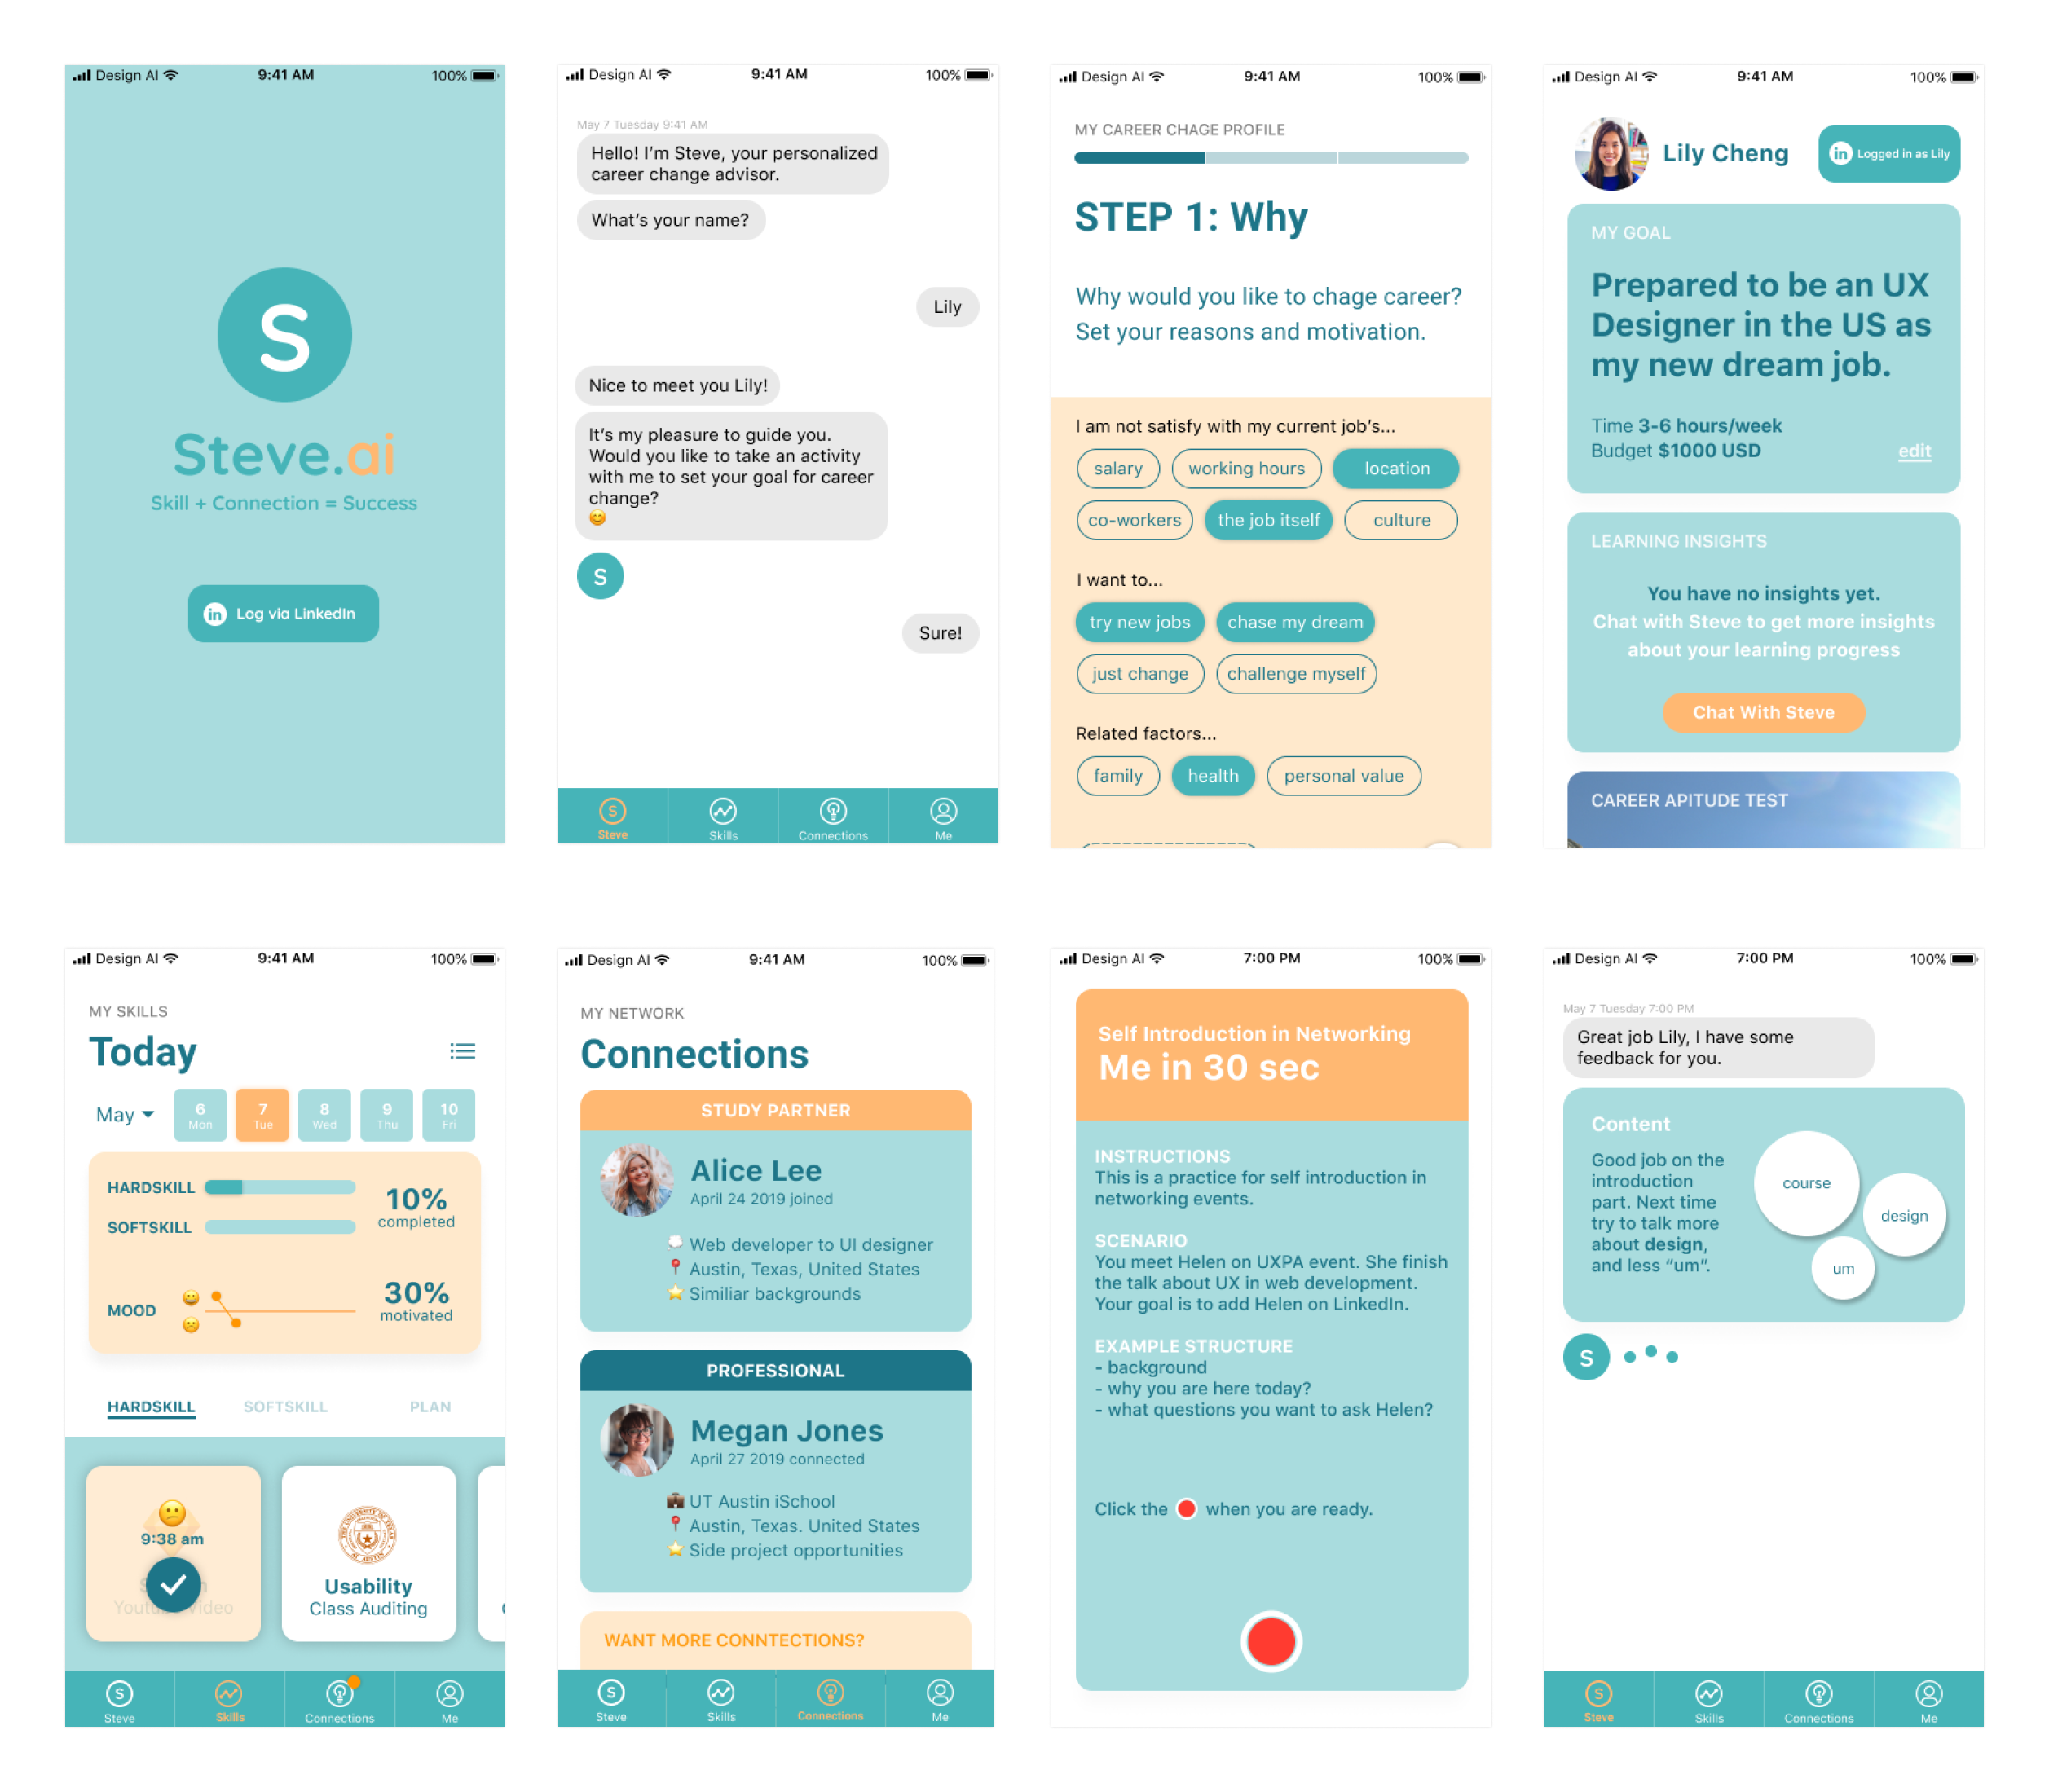 Design AI 9:41 AM 100%
S
Steve.ai
Skill + Connection = Success
in Log via LinkedIn
Design AI 9:41 AM 100%
May 7 Tuesday 9:41 AM
Hello! I'm Steve, your personalized
career change advisor.
What's your name?
Lily
Nice to meet you Lily!
It's my pleasure to guide you.
Would you like to take an activity
with me to set your goal for career
change?
😊
S
Sure!
S
Steve Skills Connections Me
Design AI 9:41 AM 100%
MY CAREER CHAGE PROFILE
STEP 1: Why
Why would you like to chage career?
Set your reasons and motivation.
I am not satisfy with my current job's...
salary working hours location
co-workers the job itself culture
I want to...
try new jobs chase my dream
just change challenge myself
Related factors...
family health personal value
Design AI 9:41 AM 100%
Lily Cheng in Logged in as Lily
MY GOAL
Prepared to be an UX
Designer in the US as
my new dream job.
Time 3-6 hours/week
Budget $1000 USD edit
LEARNING INSIGHTS
You have no insights yet.
Chat with Steve to get more insights
about your learning progress
Chat With Steve
CAREER APITUDE TEST
Design AI 9:41 AM 100%
MY SKILLS
Today
May 6 7 8 9 10
Mon Tue Wed Thu Fri
HARDSKILL 10%
completed
SOFTSKILL
MOOD 30%
motivated
HARDSKILL SOFTSKILL PLAN
9:38 am
Video
THE UNIVERSITY OF TEXAS AT AUSTIN
Usability
Class Auditing
S
Steve Skills Connections Me
Design AI 9:41 AM 100%
MY NETWORK
Connections
STUDY PARTNER
Alice Lee
April 24 2019 joined
Web developer to UI designer
Austin, Texas, United States
Similiar backgrounds
PROFESSIONAL
Megan Jones
April 27 2019 connected
UT Austin iSchool
Austin, Texas. United States
Side project opportunities
WANT MORE CONNTECTIONS?
S
Steve Skills Connections Me
Design AI 7:00 PM 100%
Self Introduction in Networking
Me in 30 sec
INSTRUCTIONS
This is a practice for self introduction in
networking events.
SCENARIO
You meet Helen on UXPA event. She finish
the talk about UX in web development.
Your goal is to add Helen on LinkedIn.
EXAMPLE STRUCTURE
- background
- why you are here today?
- what questions you want to ask Helen?
Click the when you are ready.
Design AI 7:00 PM 100%
May 7 Tuesday 7:00 PM
Great job Lily, I have some
feedback for you.
Content
Good job on the
introduction
part. Next time
try to talk more
about design,
and less "um".
course
design
um
S
S
Steve Skills Connections Me